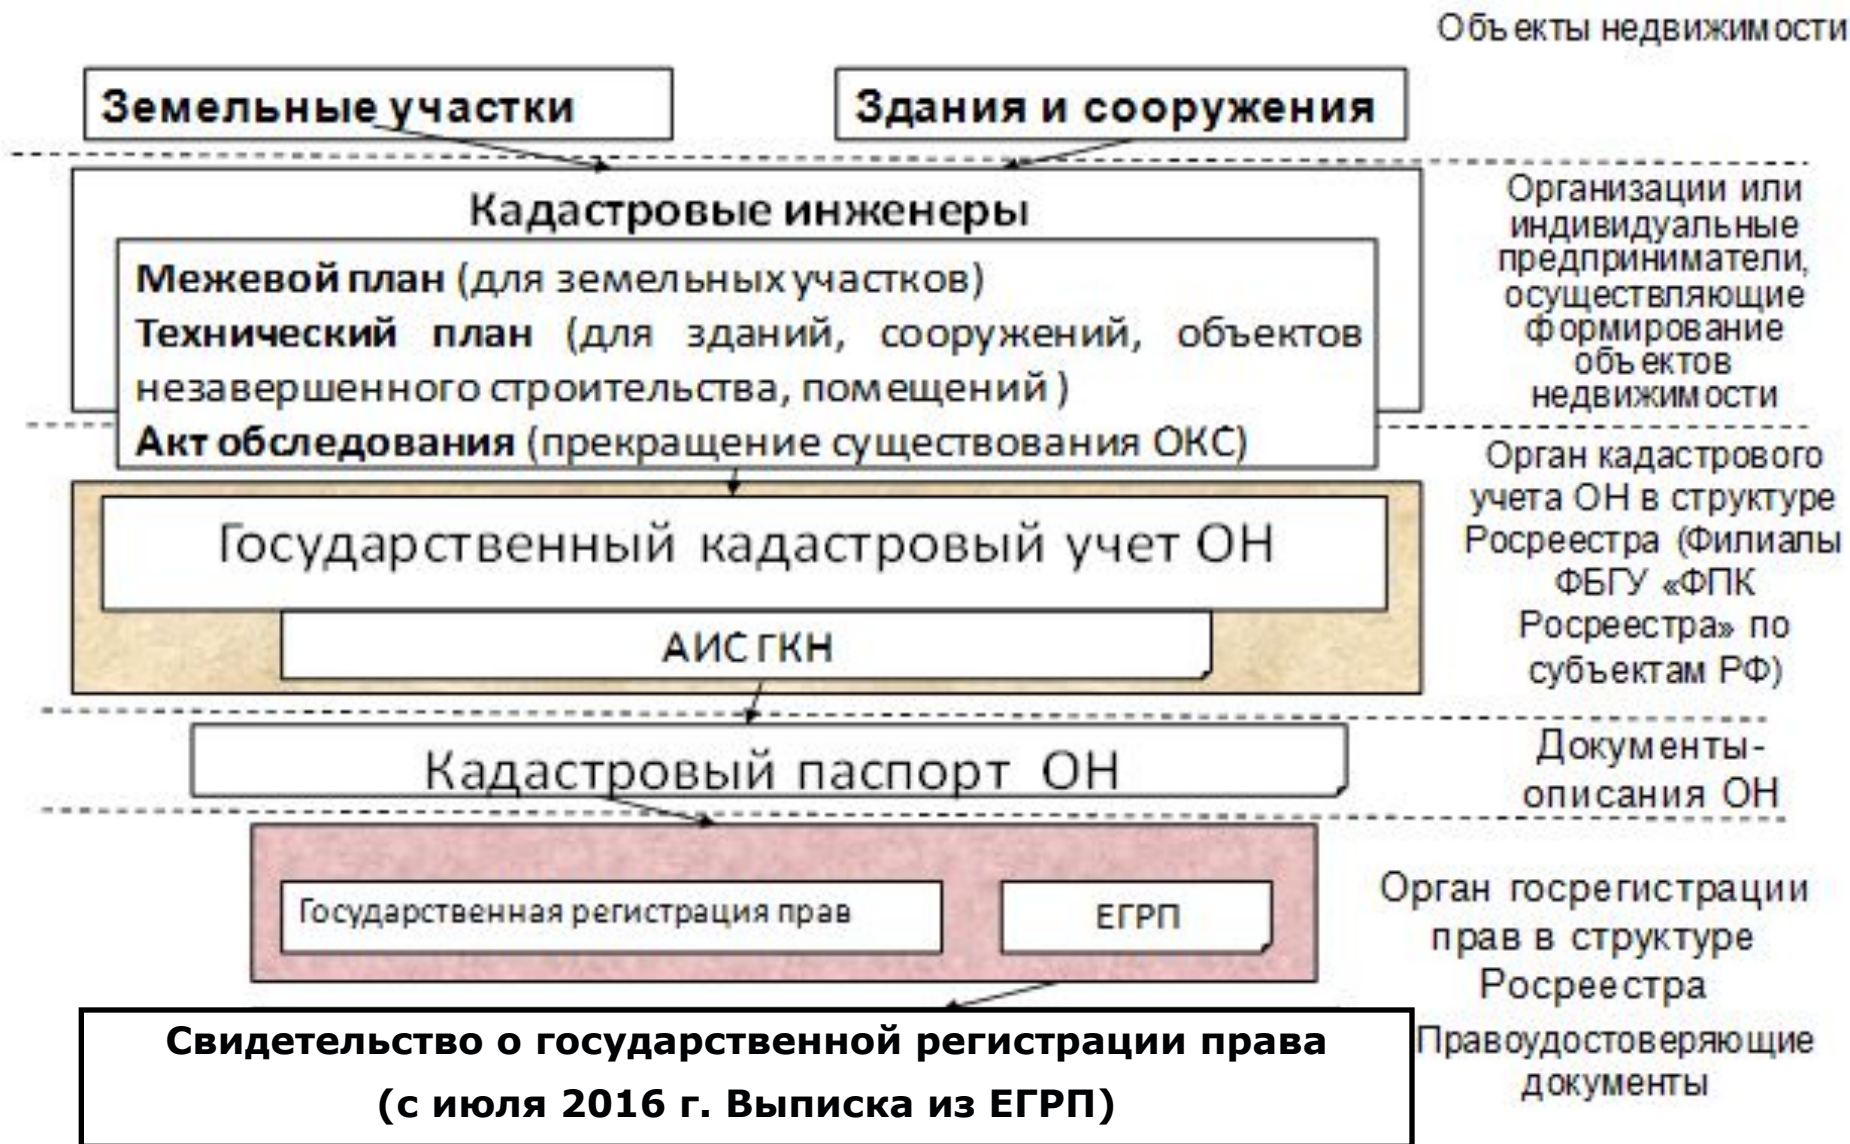 Объекты недвижимости
Земельные участки
Здания и сооружения
Кадастровые инженеры
Межевой план (для земельных участков)
Технический план (для зданий, сооружений, объектов
незавершенного строительства, помещений )
Акт обследования (прекращение существования ОКС)
Организации или
индивидуальные
предприниматели,
осуществляющие
формирование
объектов
недвижимости
Государственный кадастровый учет ОН
АИС ГКН
Орган кадастрового
учета ОН в структуре
Росреестра (Филиалы
ФБГУ «ФПК
Росреестра» по
субъектам РФ)
Кадастровый паспорт ОН
Документы-
описания ОН
Государственная регистрация прав
ЕГРП
Орган госрегистрации
прав в структуре
Росреестра
Свидетельство о государственной регистрации права
(с июля 2016 г. Выписка из ЕГРП)
Правоудостоверяющие
документы